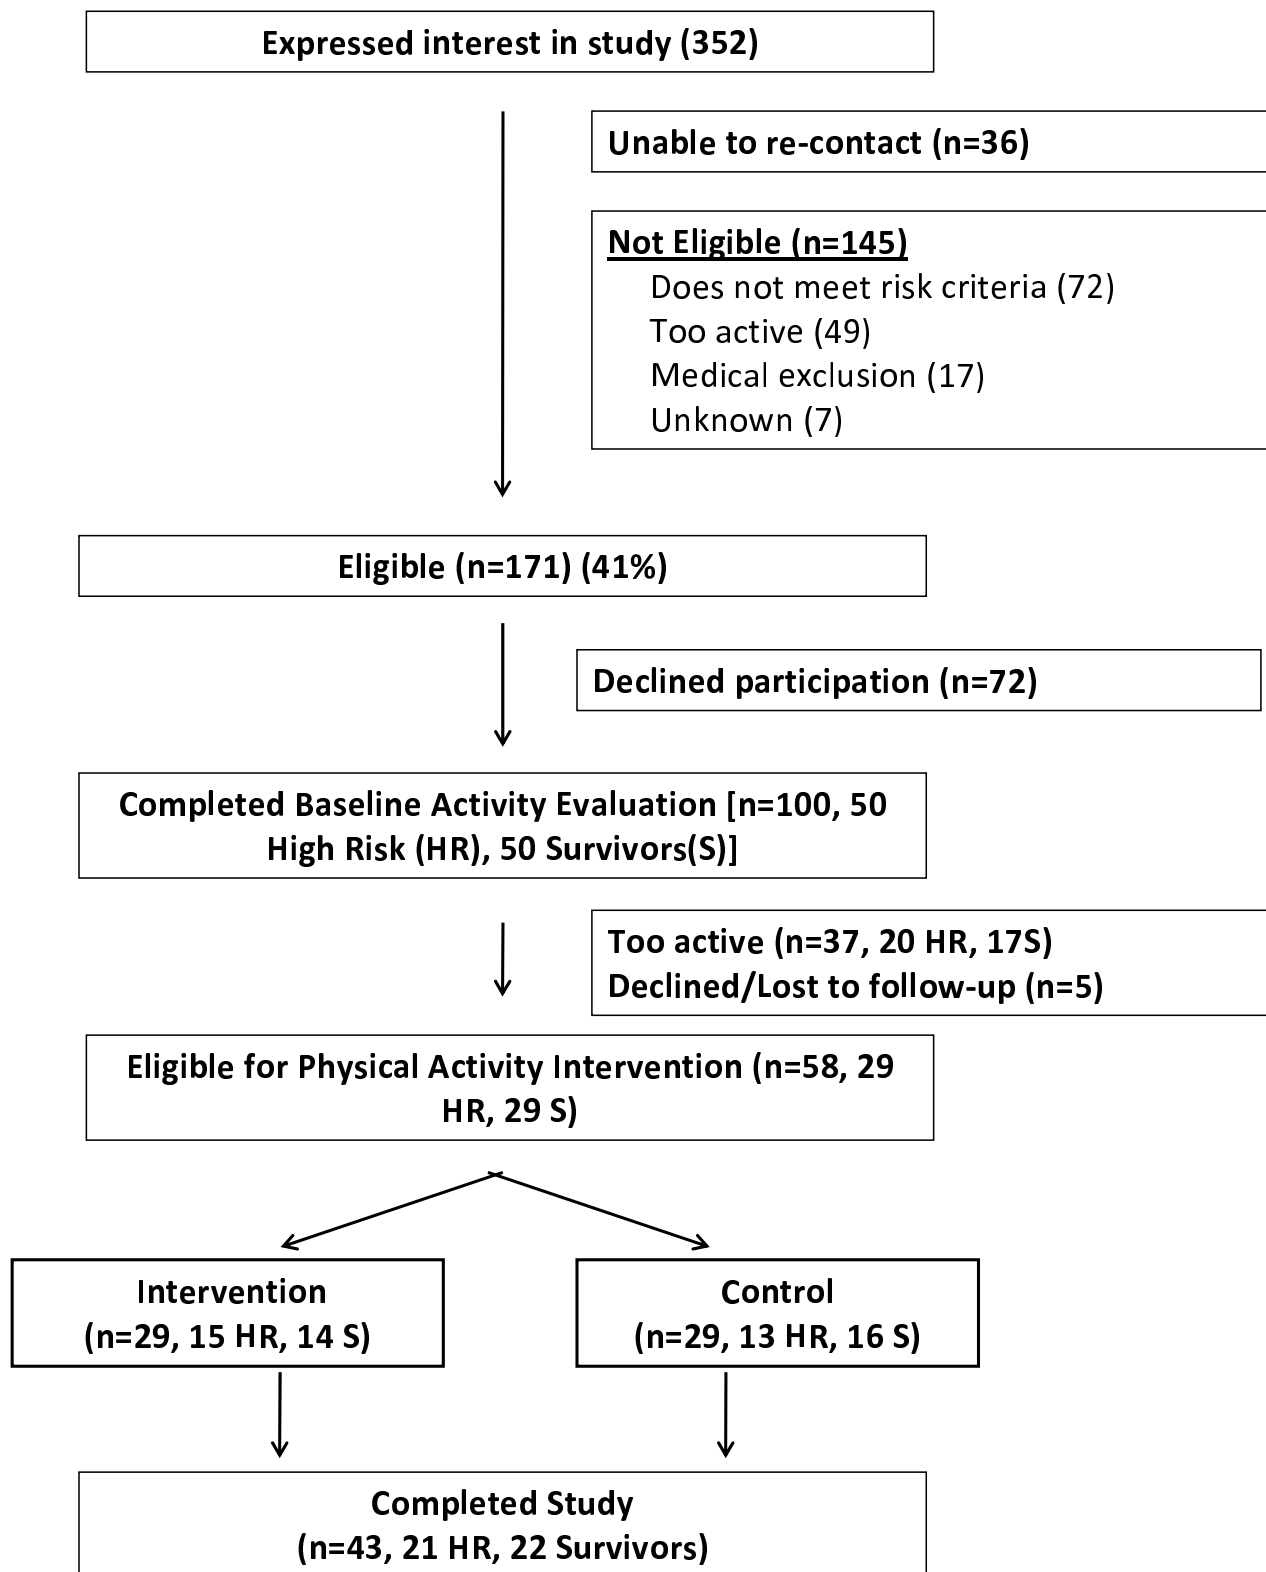 Expressed interest in study (352)
Unable to re-contact (n=36)
Not Eligible (n=145)
Does not meet risk criteria (72)
Too active (49)
Medical exclusion (17)
Unknown (7)
Eligible (n=171) (41%)
Declined participation (n=72)
Completed Baseline Activity Evaluation [n=100, 50
High Risk (HR), 50 Survivors(S)]
Too active (n=37, 20 HR, 17S)
Declined/Lost to follow-up (n=5)
Eligible for Physical Activity Intervention (n=58, 29
HR, 29 S)
Intervention
(n=29, 15 HR, 14 S)
Control
(n=29, 13 HR, 16 S)
Completed Study
(n=43, 21 HR, 22 Survivors)